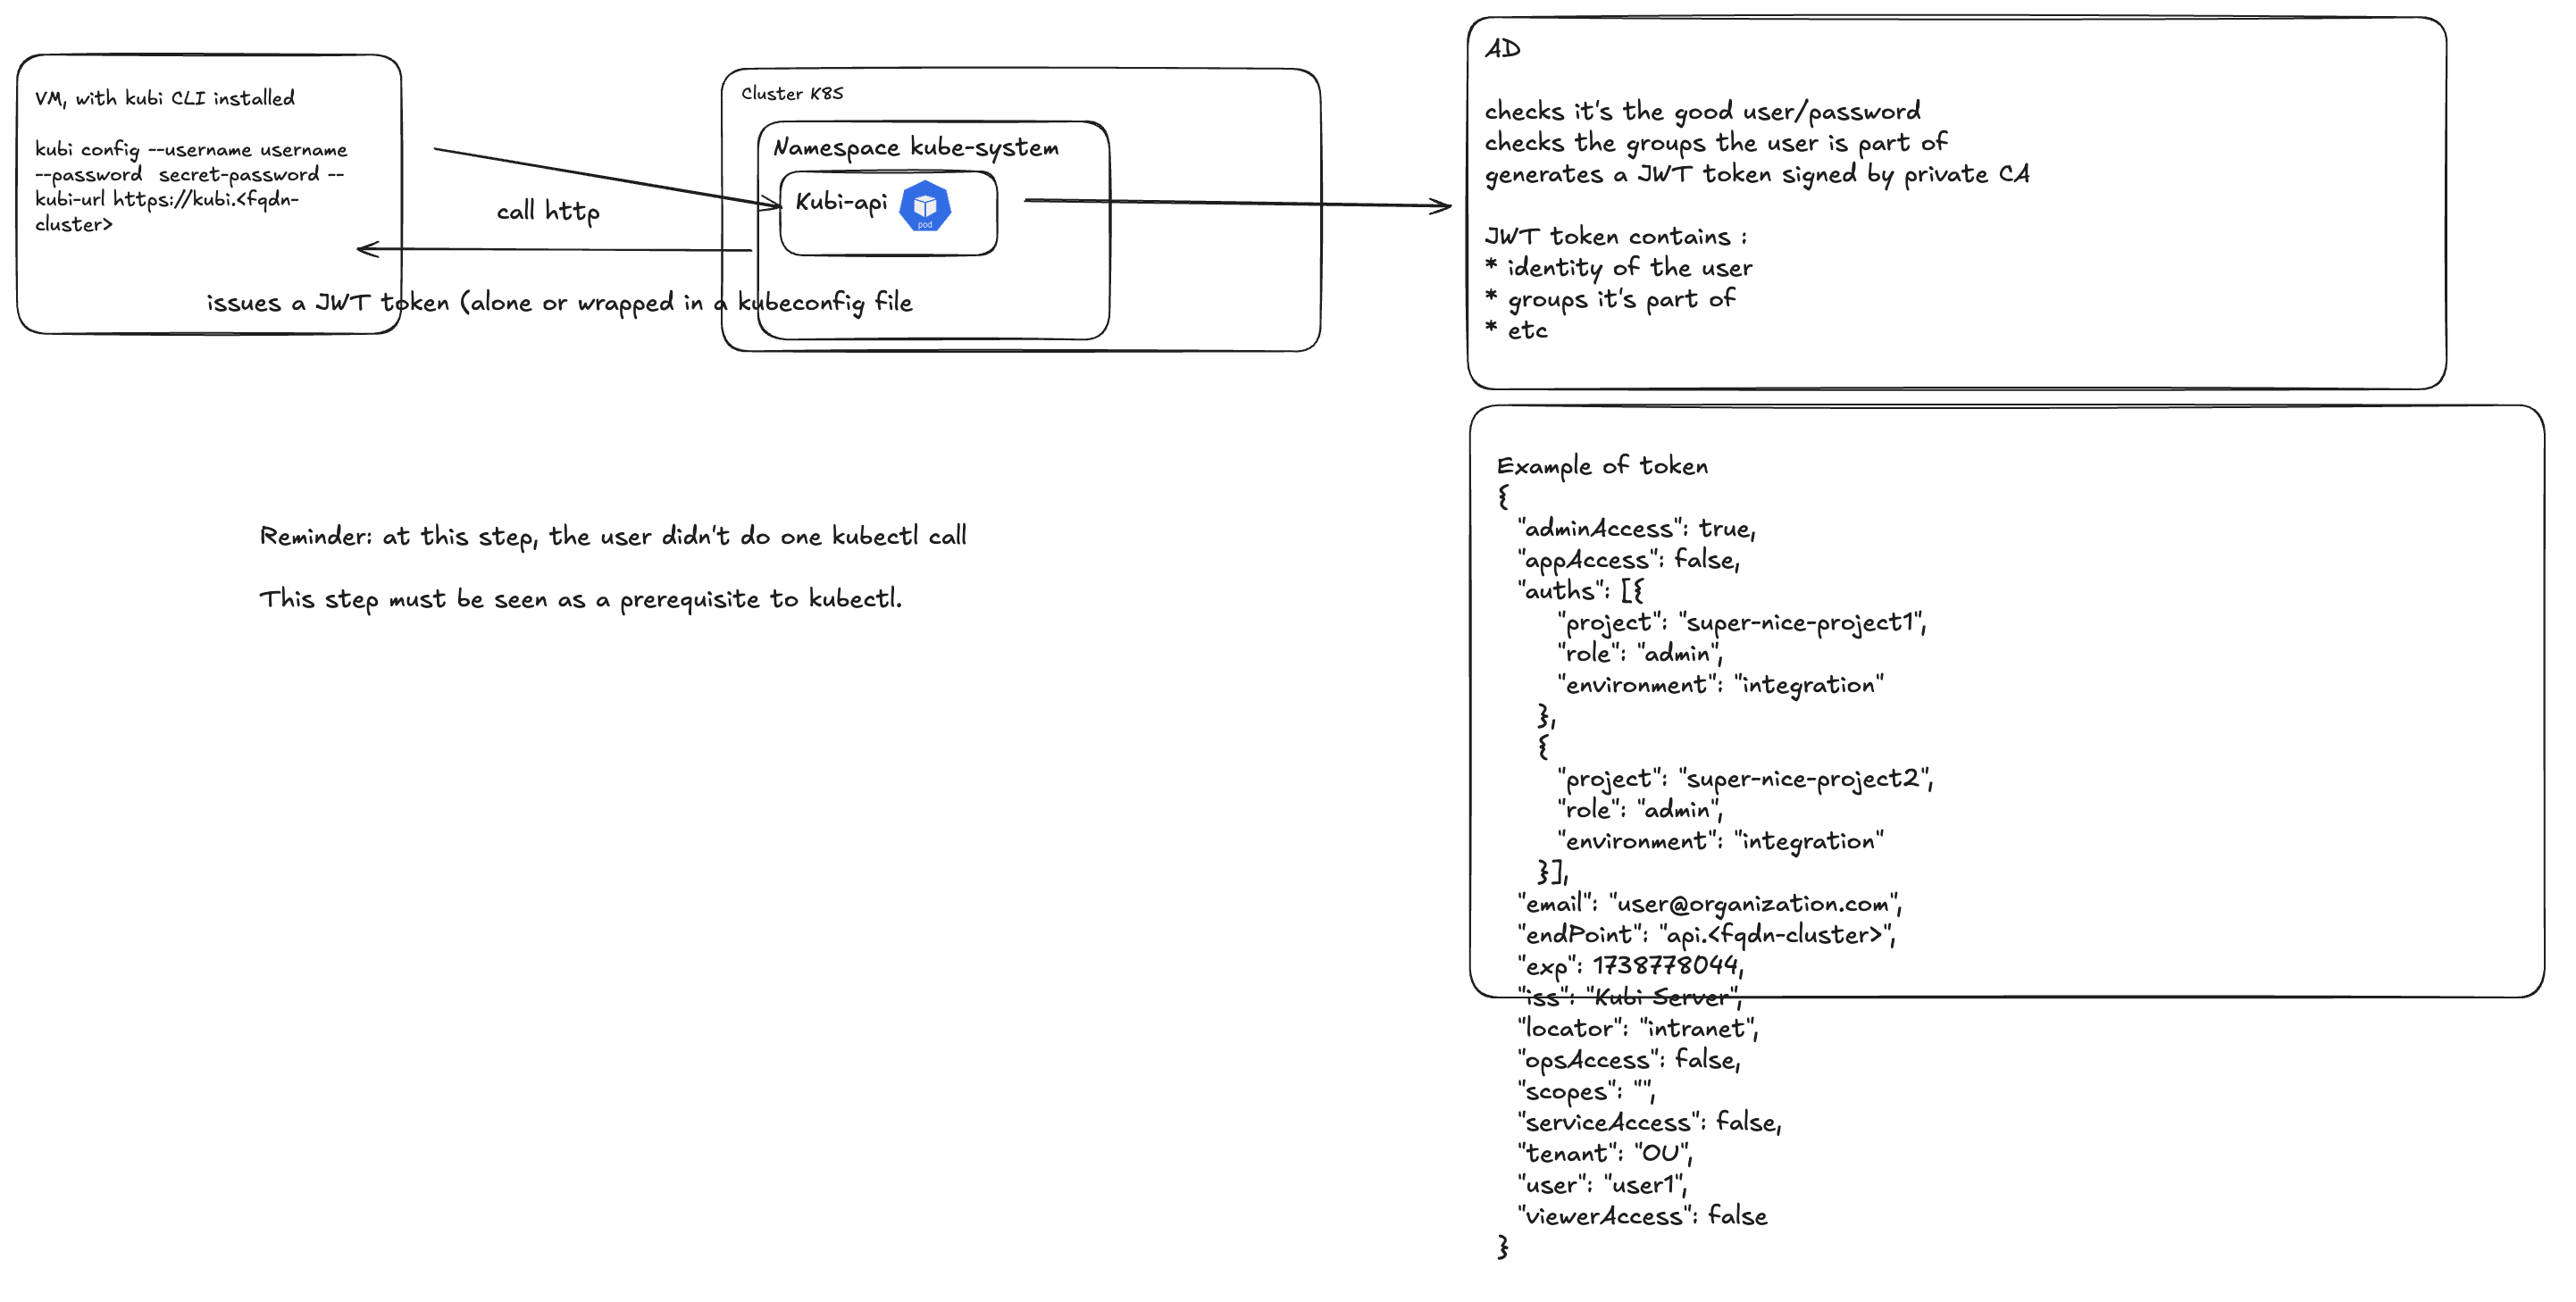 VM, with kubi CLI installed
kubi config --username username
--password  secret-password --
kubi-url https://kubi.<fqdn-
cluster>
call http
issues a JWT token (alone or wrapped in a kubeconfig file
Cluster K8S
Namespace kube-system
Kubi-api
pod
AD
checks it's the good user/password
checks the groups the user is part of
generates a JWT token signed by private CA
JWT token contains :
* identity of the user
* groups it's part of
* etc
Reminder: at this step, the user didn't do one kubectl call
This step must be seen as a prerequisite to kubectl.
Example of token
{
"adminAccess": true,
"appAccess": false,
"auths": [{
"project": "super-nice-project1",
"role": "admin",
"environment": "integration"
},
{
"project": "super-nice-project2",
"role": "admin",
"environment": "integration"
}],
"email": "user@organization.com",
"endPoint": "api.<fqdn-cluster>",
"exp": 1738778044,
"iss": "Kubi Server",
"locator": "intranet",
"opsAccess": false,
"scopes": "",
"serviceAccess": false,
"tenant": "OU",
"user": "user1",
"viewerAccess": false
}